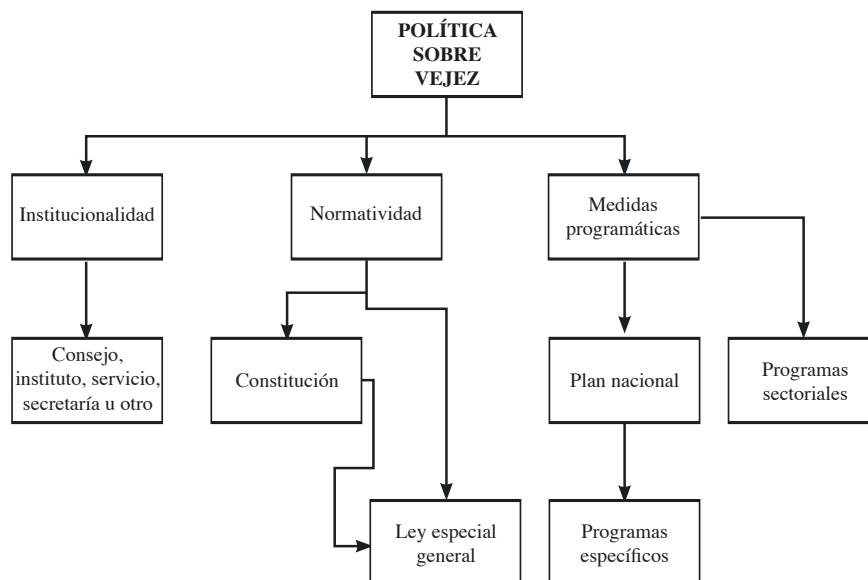 POLÍTICA
SOBRE
VEJEZ
Institucionalidad
Normatividad
Medidas
programáticas
Consejo,
instituto, servicio,
secretaría u otro
Constitución
Plan nacional
Programas
sectoriales
Ley especial
general
Programas
específicos